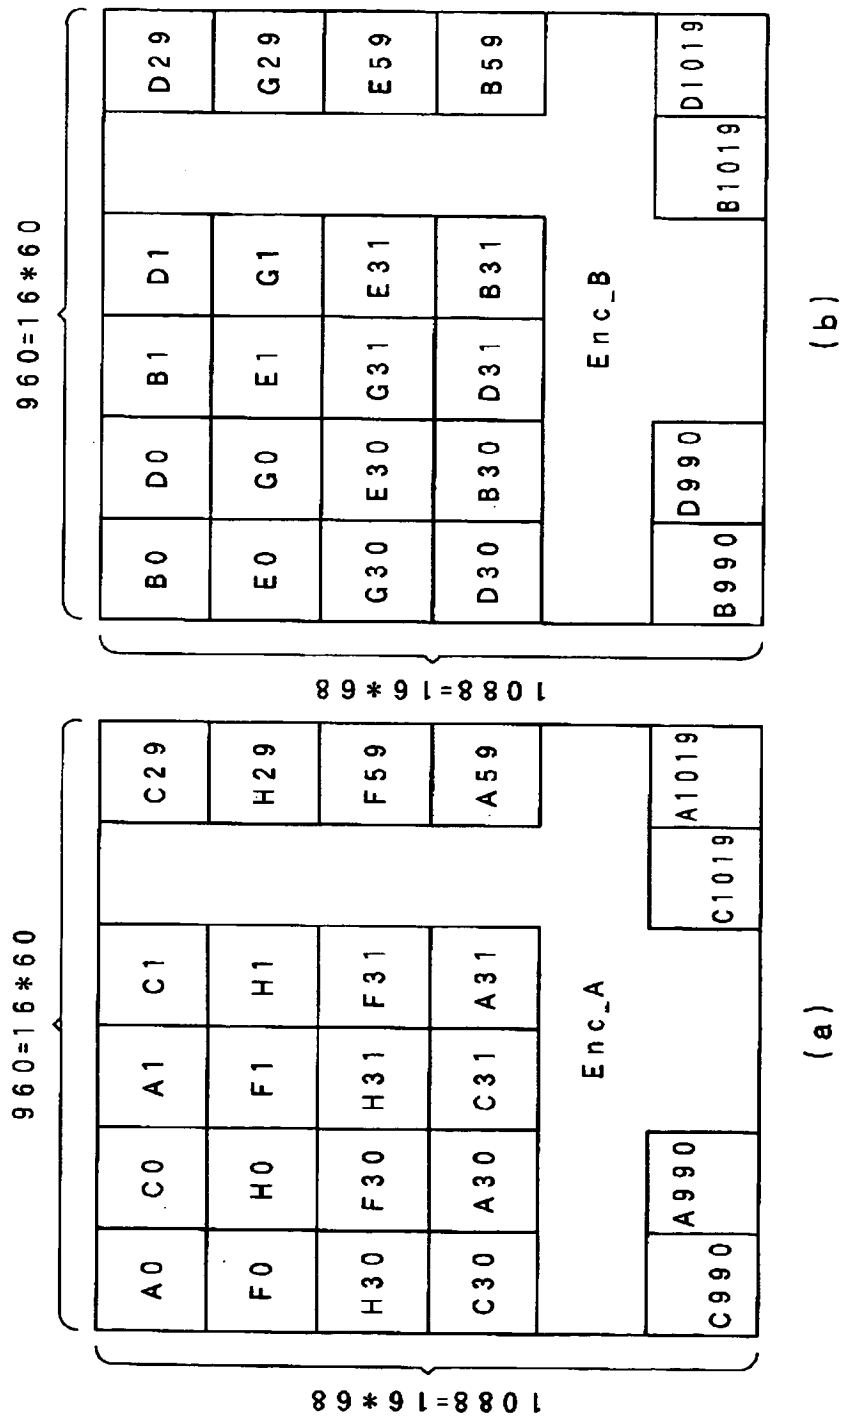 960=16*60
1088=16*68
A0 C0 A1 C1 C29
F0 H0 F1 H1 H29
H30 F30 H31 F31 F59
C30 A30 C31 A31 A59
Enc_A
C990 A990 C1019 A1019
(a)
960=16*60
1088=16*68
B0 D0 B1 D1 D29
E0 G0 E1 G1 G29
G30 E30 G31 E31 E59
D30 B30 D31 B31 B59
Enc_B
B990 D990 B1019 D1019
(b)